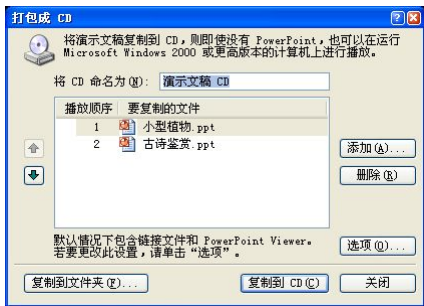 打包成 CD
将演示文稿复制到 CD，则即使没有 PowerPoint，也可以在运行
Microsoft Windows 2000 或更高版本的计算机上进行播放。
将 CD 命名为(N): 演示文稿 CD
播放顺序 要复制的文件
1 小型植物.ppt
2 古诗鉴赏.ppt
添加(A)...
删除(R)
默认情况下包含链接文件和 PowerPoint Viewer。
若要更改此设置，请单击“选项”。
选项(O)...
复制到文件夹(F)... 复制到 CD(C) 关闭